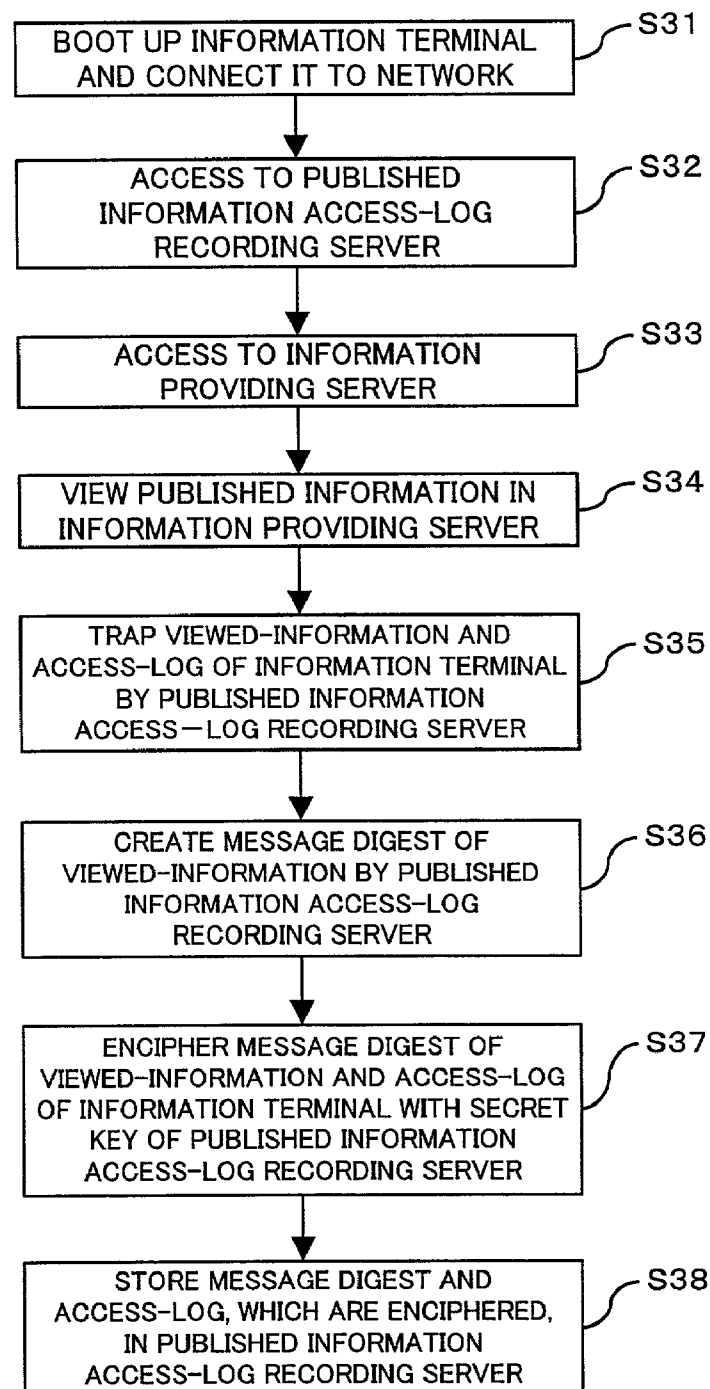 S31
BOOT UP INFORMATION TERMINAL
AND CONNECT IT TO NETWORK
S32
ACCESS TO PUBLISHED
INFORMATION ACCESS-LOG
RECORDING SERVER
S33
ACCESS TO INFORMATION
PROVIDING SERVER
S34
VIEW PUBLISHED INFORMATION IN
INFORMATION PROVIDING SERVER
S35
TRAP VIEWED-INFORMATION AND
ACCESS-LOG OF INFORMATION TERMINAL
BY PUBLISHED INFORMATION
ACCESS-LOG RECORDING SERVER
S36
CREATE MESSAGE DIGEST OF
VIEWED-INFORMATION BY PUBLISHED
INFORMATION ACCESS-LOG
RECORDING SERVER
S37
ENCIPHER MESSAGE DIGEST OF
VIEWED-INFORMATION AND ACCESS-LOG
OF INFORMATION TERMINAL WITH SECRET
KEY OF PUBLISHED INFORMATION
ACCESS-LOG RECORDING SERVER
S38
STORE MESSAGE DIGEST AND
ACCESS-LOG, WHICH ARE ENCIPHERED,
IN PUBLISHED INFORMATION
ACCESS-LOG RECORDING SERVER